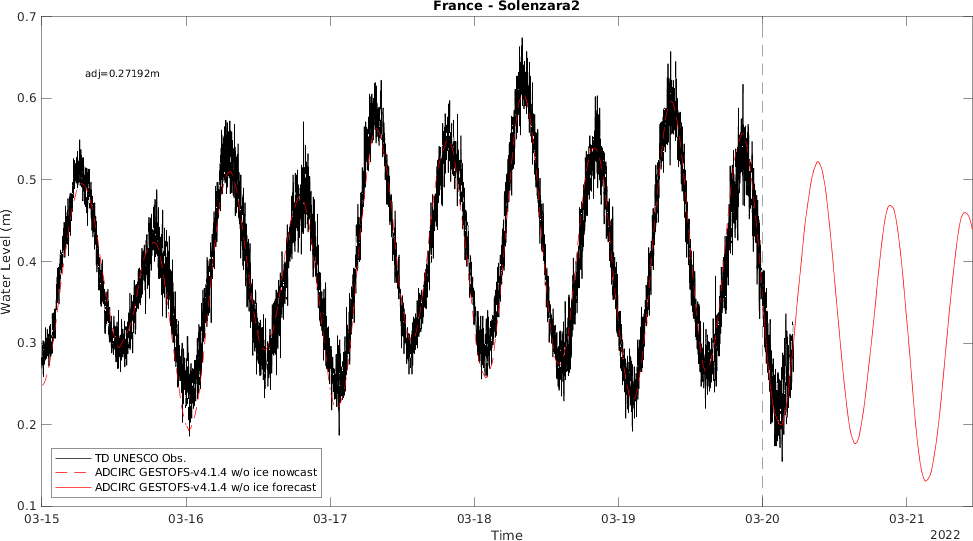 France - Solenzara2
adj=0.27192m
Water Level (m)
0.7
0.6
0.5
0.4
0.3
0.2
0.1
TD UNESCO Obs.
ADCIRC GESTOFS-v4.1.4 w/o ice nowcast
ADCIRC GESTOFS-v4.1.4 w/o ice forecast
03-15 03-16 03-17 03-18 03-19 03-20 03-21
Time
2022